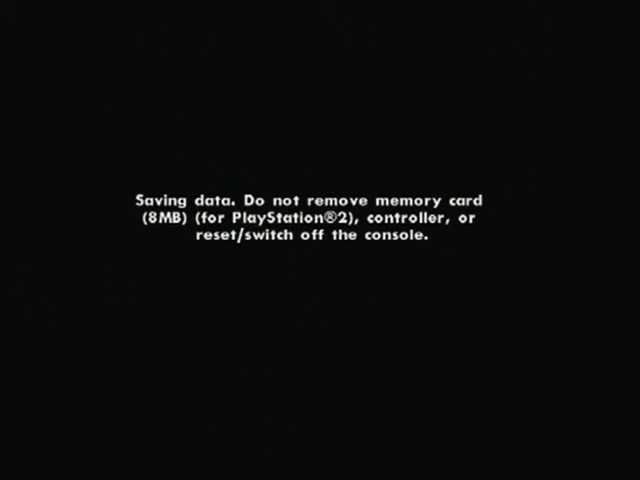 Saving data. Do not remove memory card
(8MB) (for PlayStation®2), controller, or
reset/switch off the console.